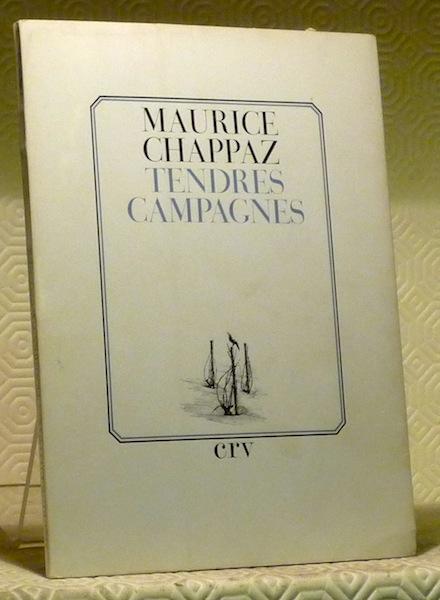 MAURICE
CHAPPAZ
TENDRES
CAMPAGNES
crv